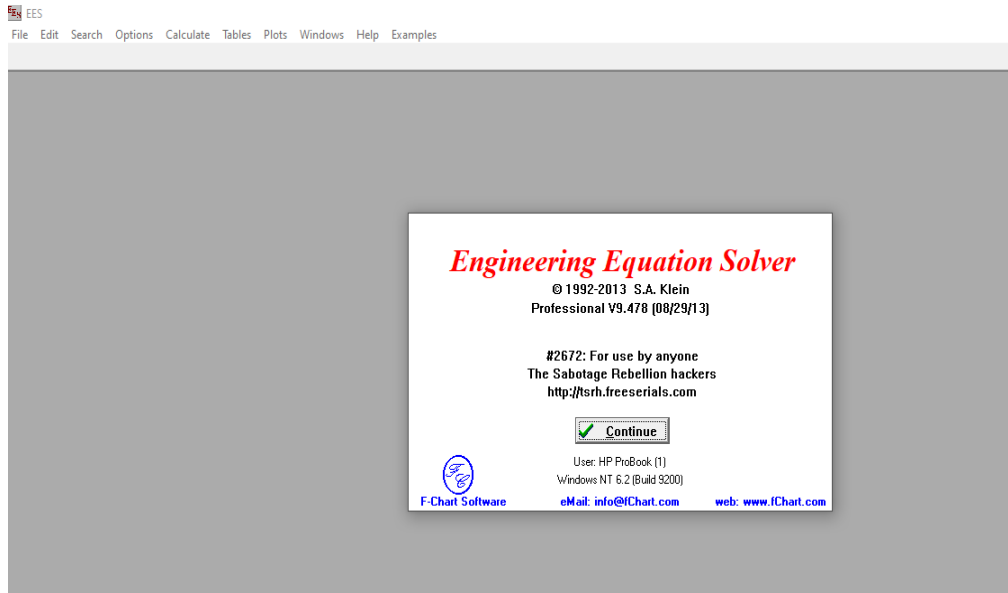 EES
File Edit Search Options Calculate Tables Plots Windows Help Examples
Engineering Equation Solver
© 1992-2013 S.A. Klein
Professional V9.478 (08/29/13)
#2672: For use by anyone
The Sabotage Rebellion hackers
http://tsrh.freeserials.com
Continue
User: HP ProBook (1)
Windows NT 6.2 (Build 9200)
F-Chart Software eMail: info@fChart.com web: www.fChart.com